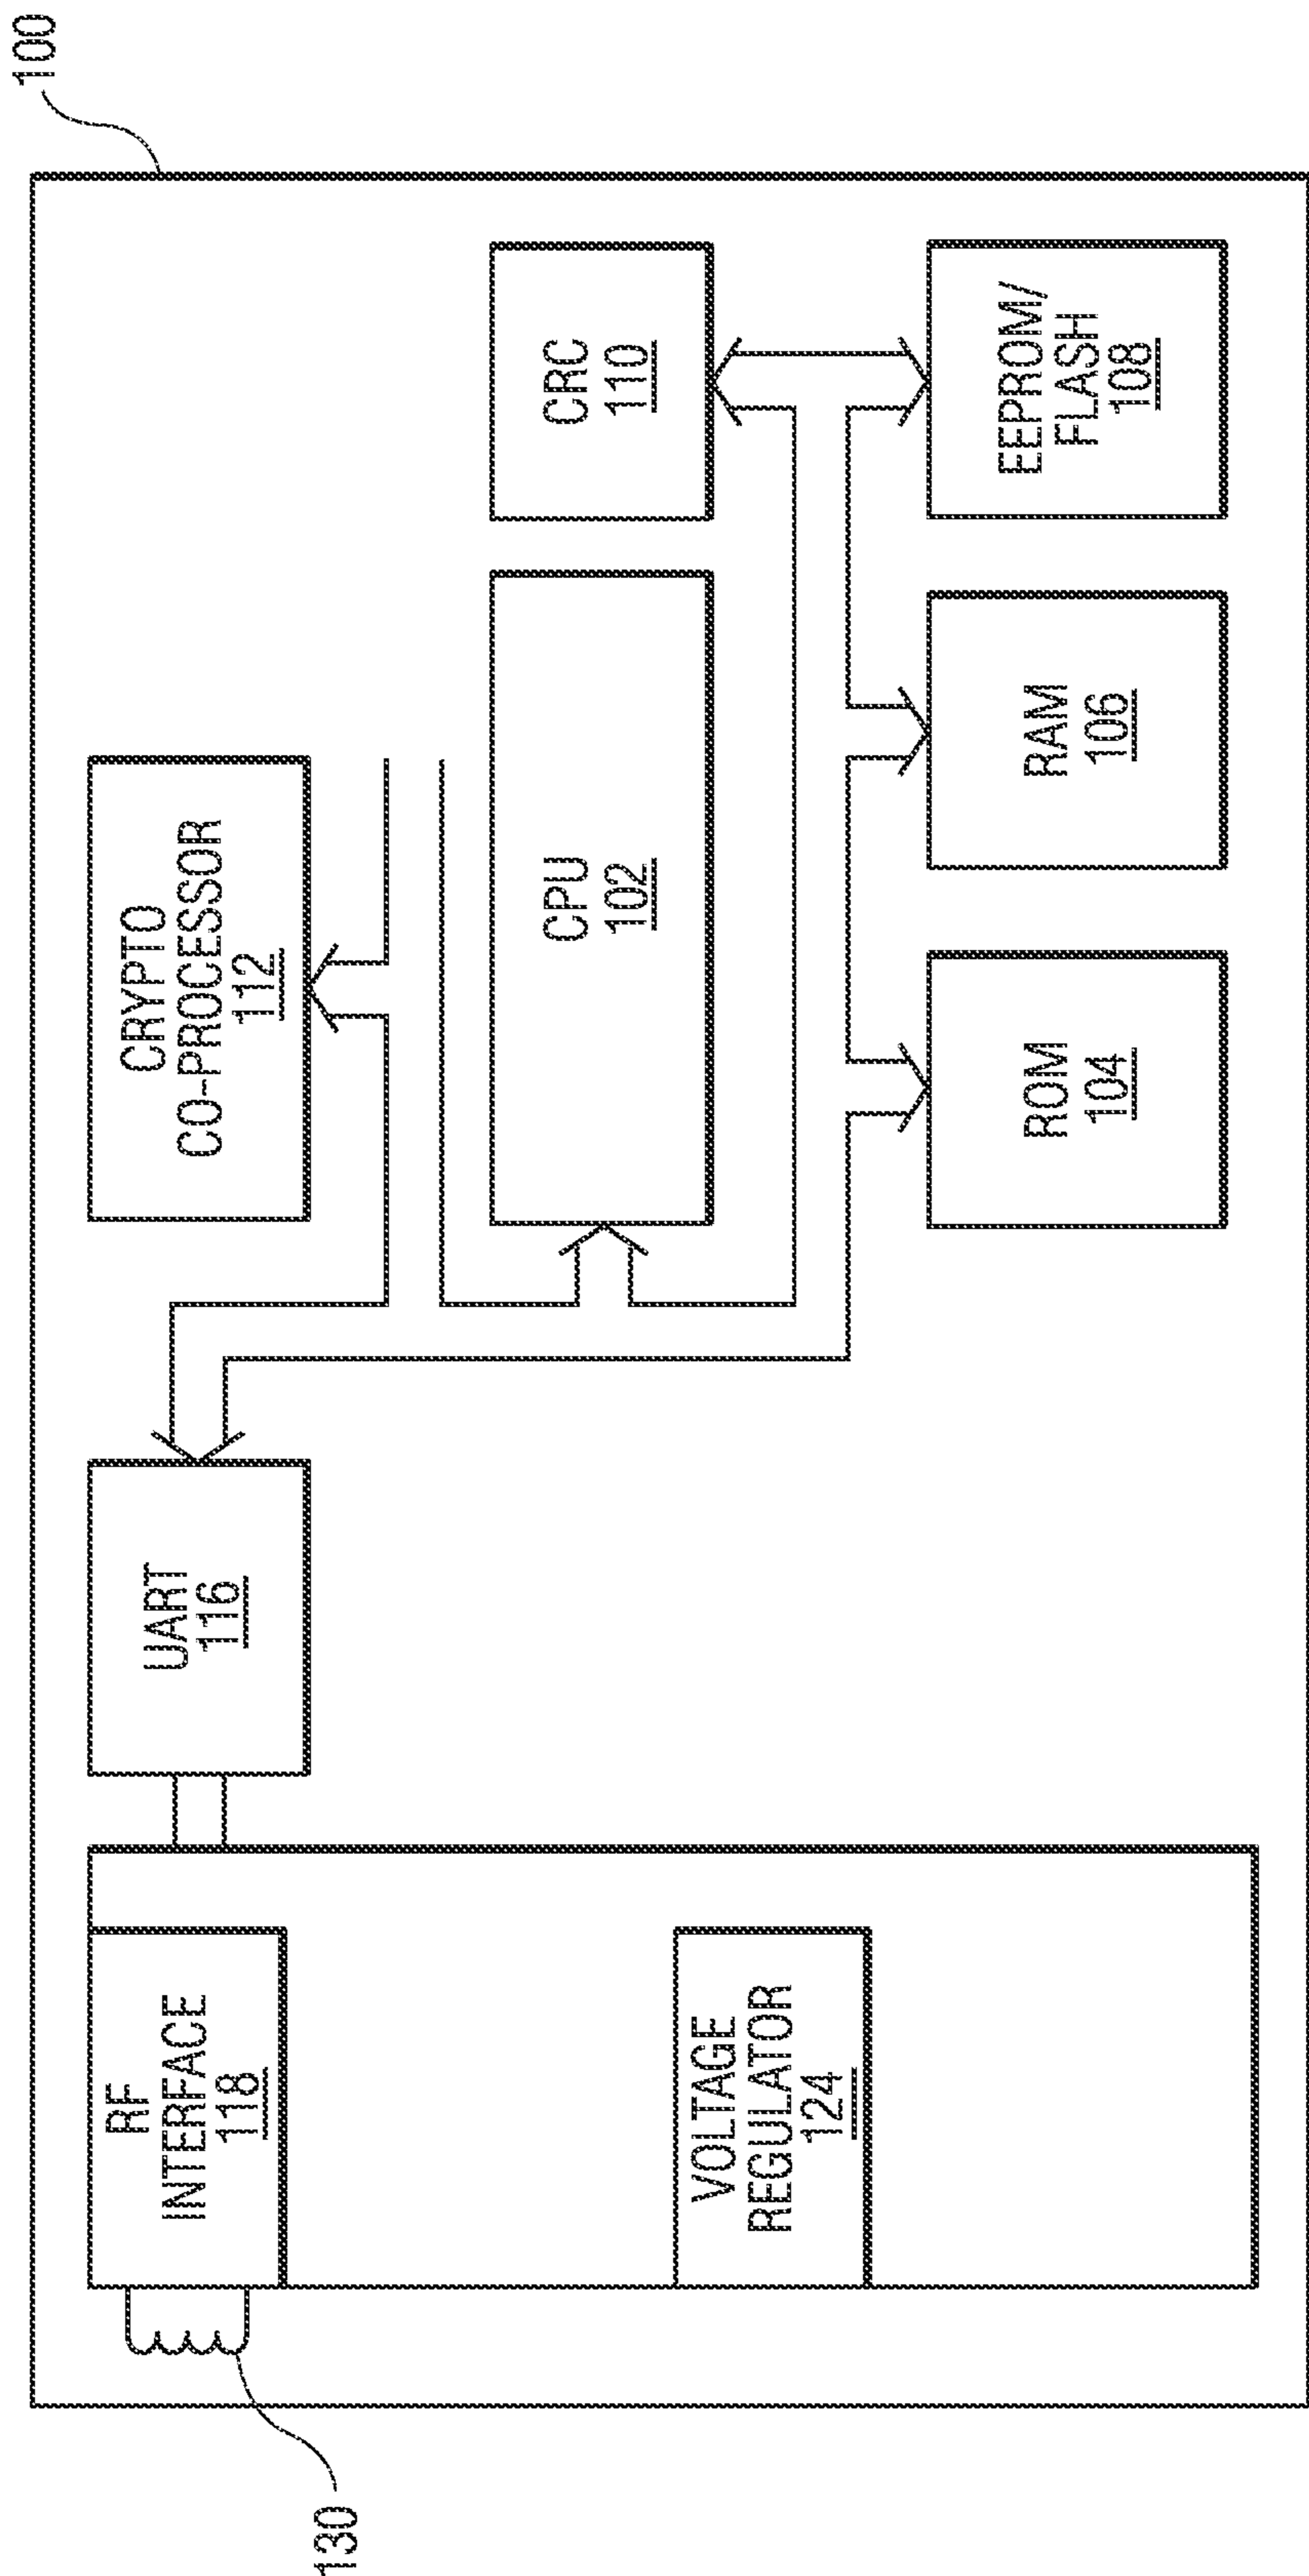 100
CRYPTO
CO-PROCESSOR
112
UART
116
RF
INTERFACE
118
130
CRC
110
CPU
102
VOLTAGE
REGULATOR
124
EEPROM/
FLASH
108
RAM
106
ROM
104